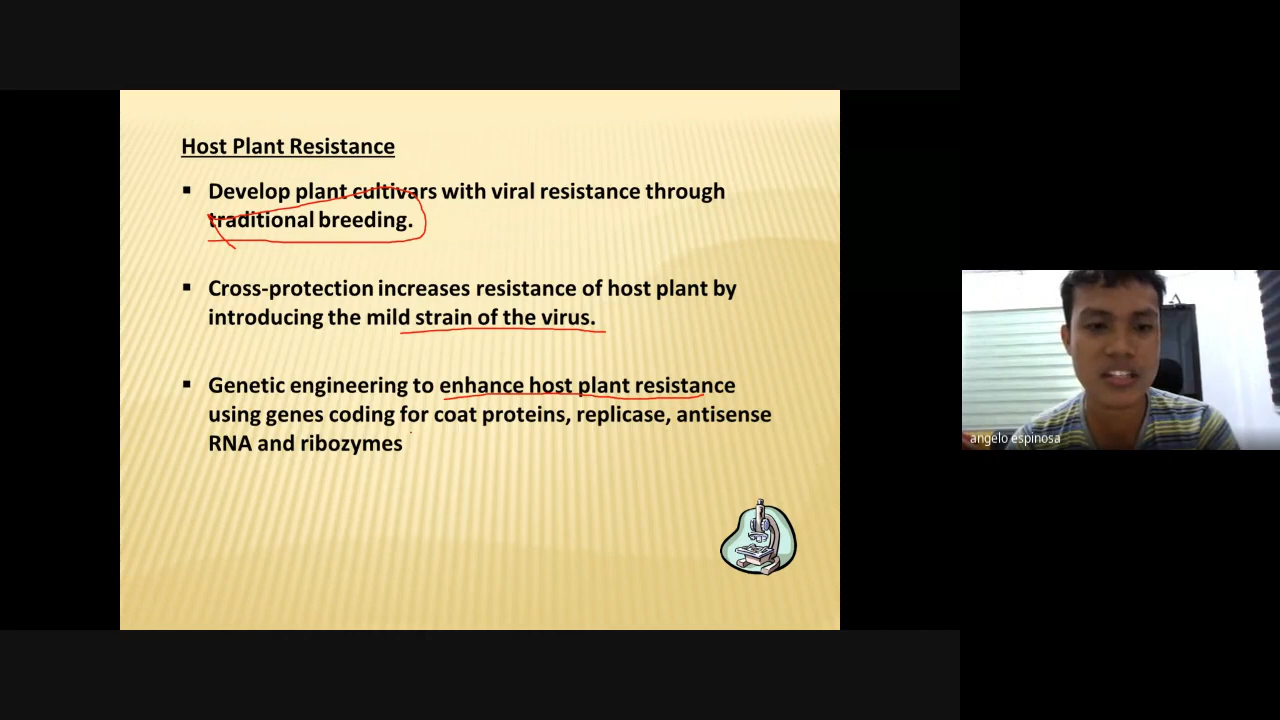 Host Plant Resistance
▪ Develop plant cultivars with viral resistance through
traditional breeding.
▪ Cross-protection increases resistance of host plant by
introducing the mild strain of the virus.
▪ Genetic engineering to enhance host plant resistance
using genes coding for coat proteins, replicase, antisense
RNA and ribozymes
angelo espinosa